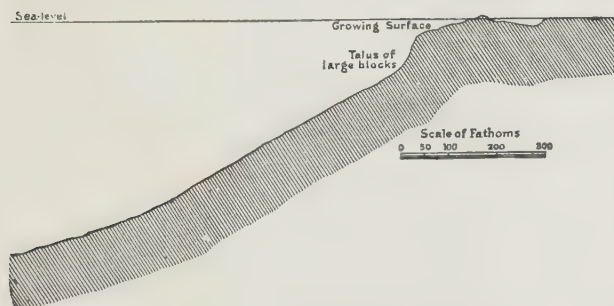 Sea-level
Growing Surface
Talus of
large blocks
Scale of Fathoms
0 50 100 200 300